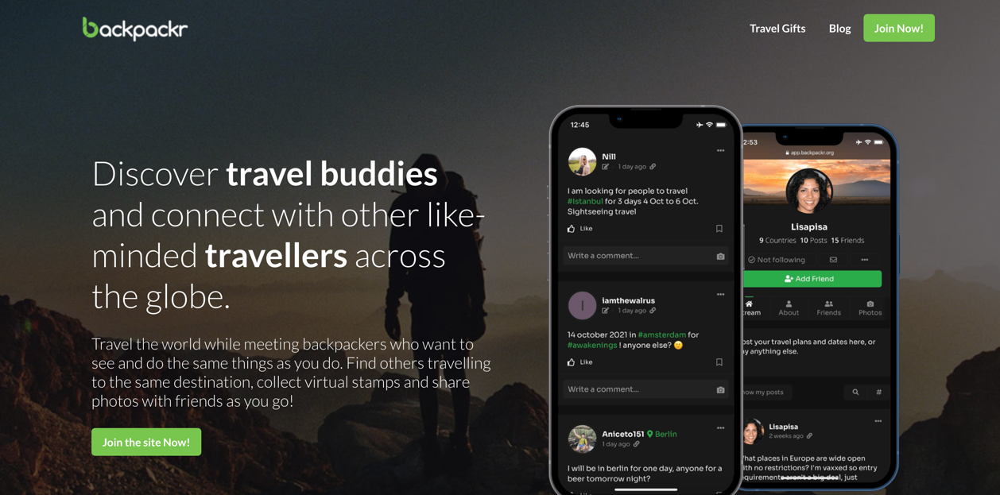 backpackr
Travel Gifts
Blog
Join Now!
Discover travel buddies
and connect with other like-
minded travellers across
the globe.
Travel the world while meeting backpackers who want to
see and do the same things as you do. Find others travelling
to the same destination, collect virtual stamps and share
photos with friends as you go!
Join the site Now!
12:45
Nill
1 day ago
I am looking for people to travel
#Istanbul for 3 days 4 Oct to 6 Oct.
Sightseeing travel
Like
Write a comment...
I
iamthewalrus
1 day ago
14 october 2021 in #amsterdam for
#awakenings ! anyone else? 🙂
Like
Write a comment...
Aniceto151 Berlin
1 day ago
I will be in berlin for one day, anyone for a
beer tomorrow night?
2:53
app.backpackr.org
Lisapisa
9 Countries 10 Posts 15 Friends
Not following
Add Friend
ream
About
Friends
Photos
ost your travel plans and dates here, or
y anything else.
how my posts
#
Lisapisa
2 weeks ago
hat places in Europe are wide open
ith no restrictions? I'm vaxxed so entry
equirements aren't a big deal, just